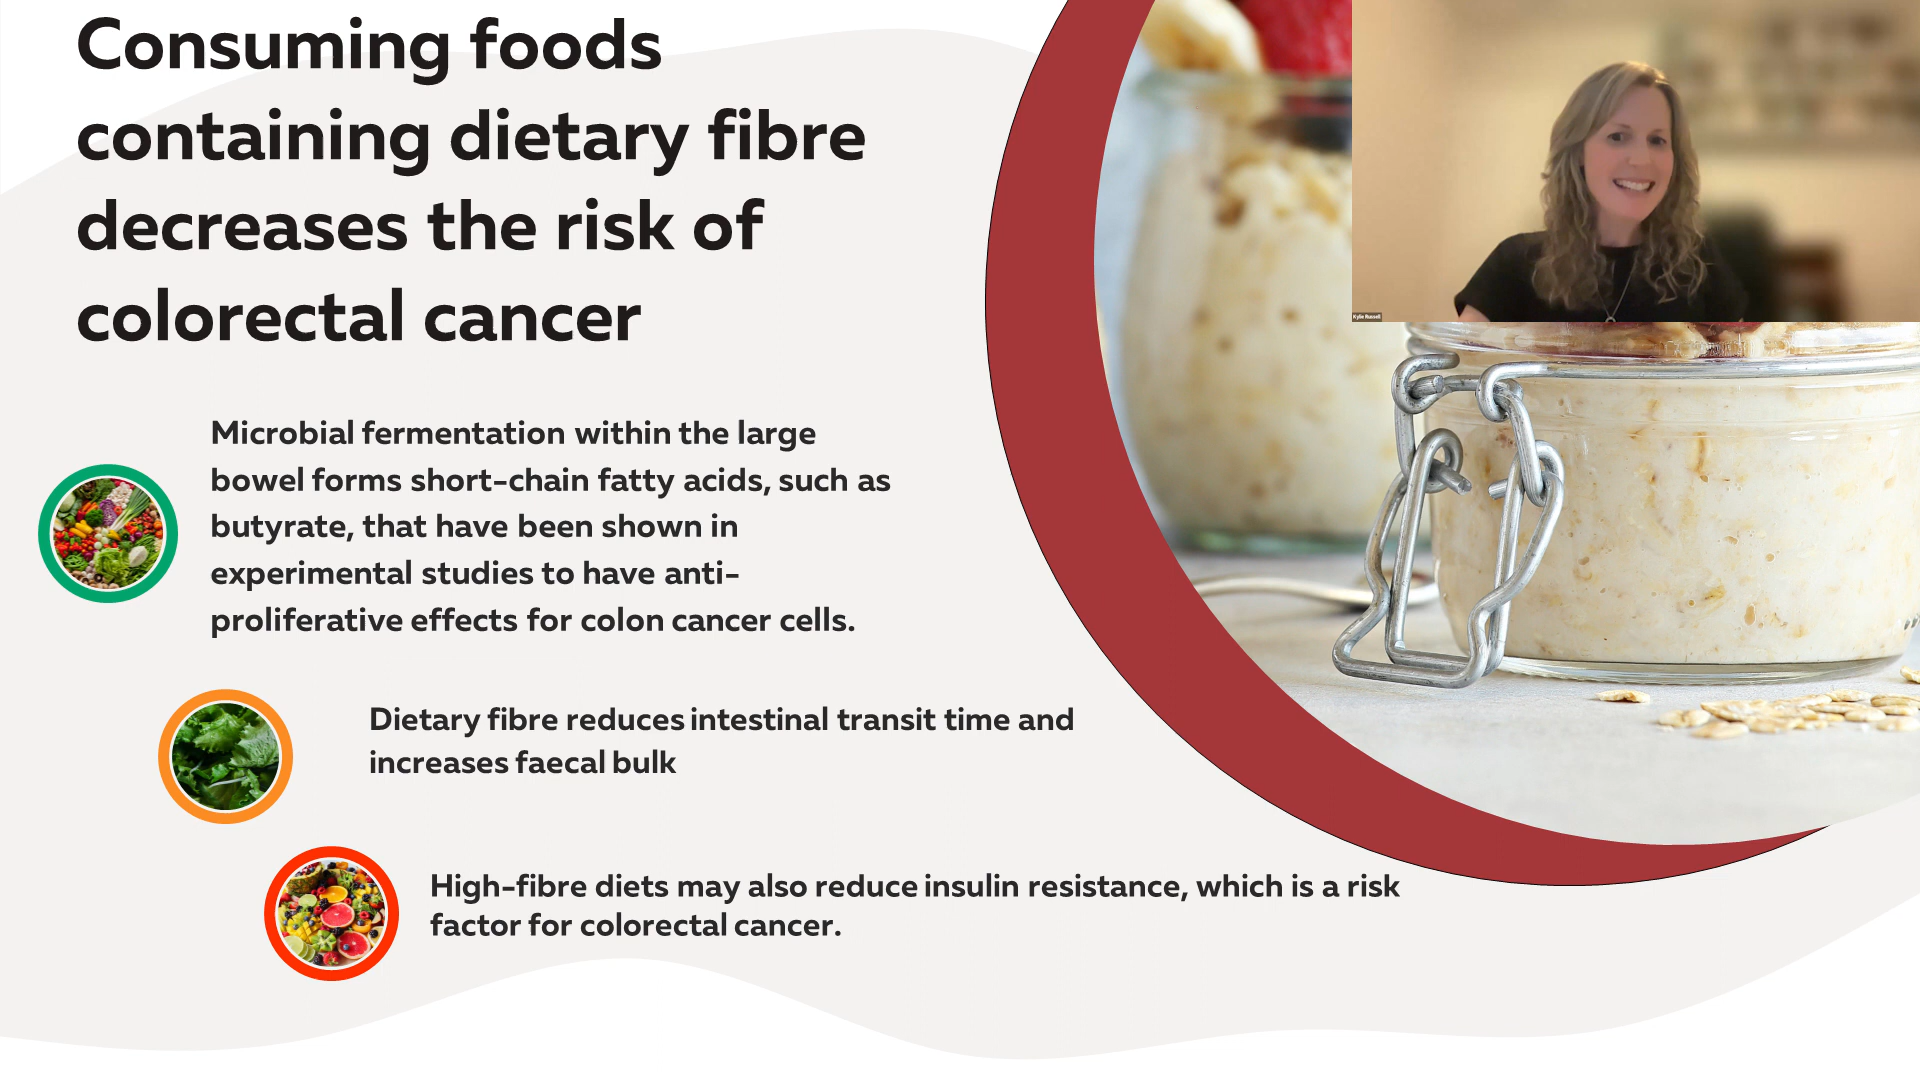 Consuming foods
containing dietary fibre
decreases the risk of
colorectal cancer
Microbial fermentation within the large
bowel forms short-chain fatty acids, such as
butyrate, that have been shown in
experimental studies to have anti-
proliferative effects for colon cancer cells.
Dietary fibre reduces intestinal transit time and
increases faecal bulk
High-fibre diets may also reduce insulin resistance, which is a risk
factor for colorectal cancer.
Kylie Russell